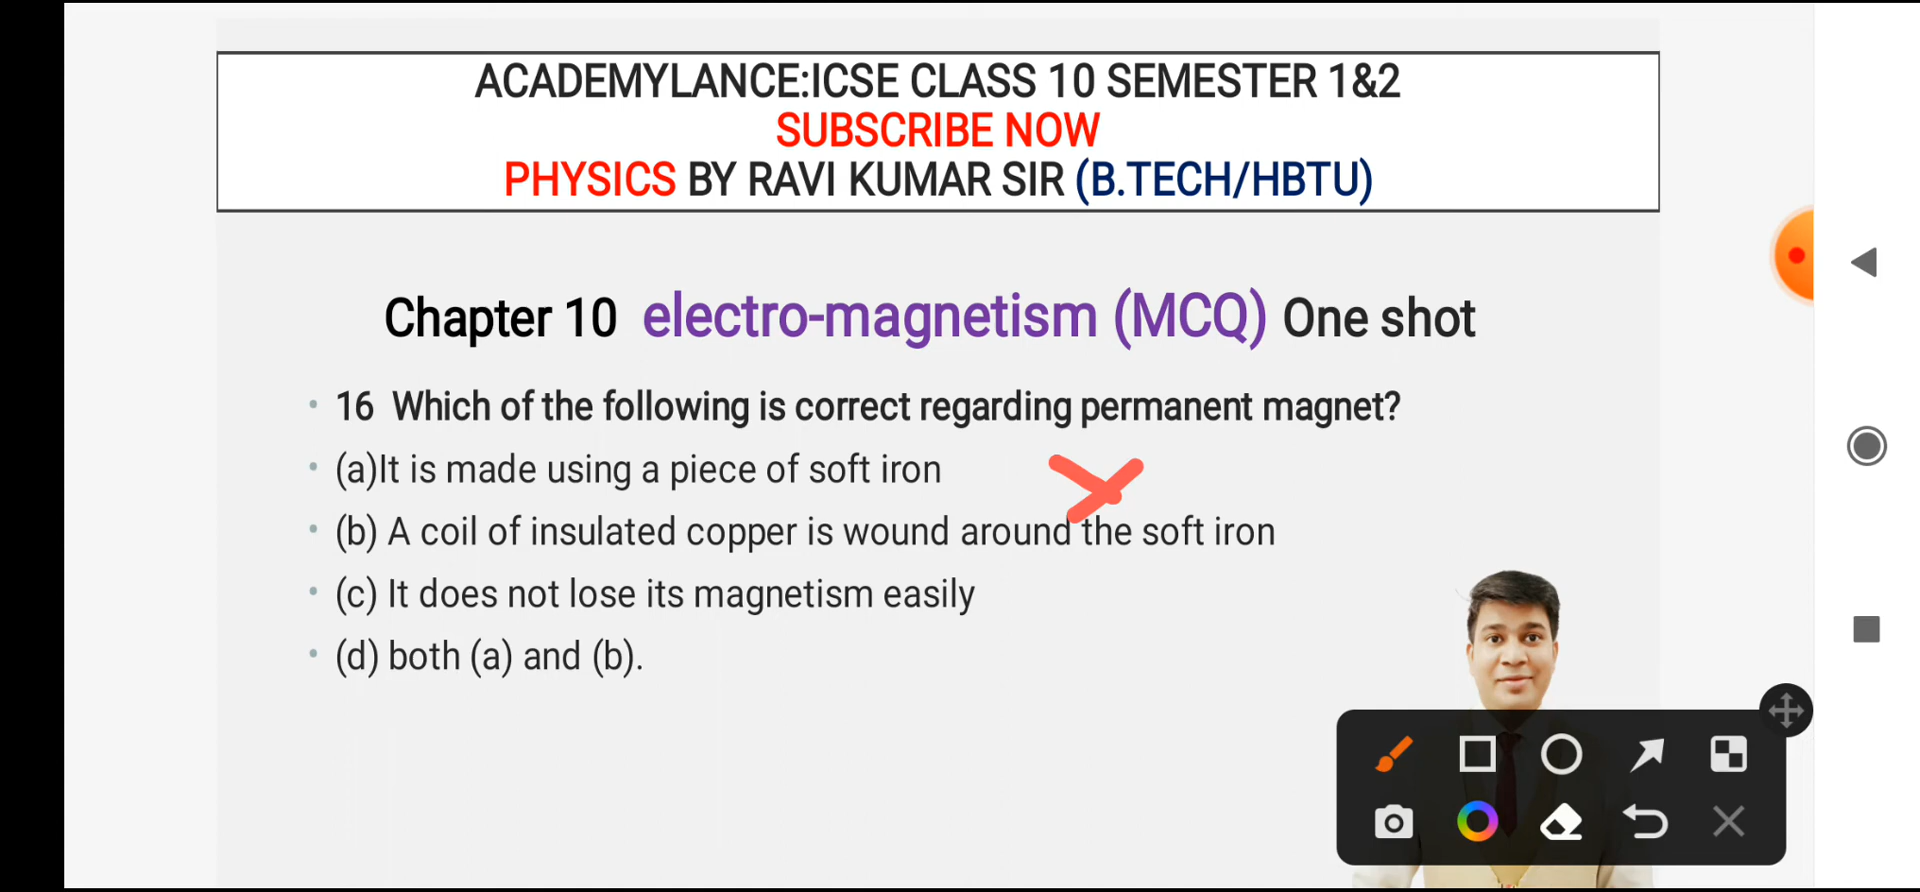 ACADEMYLANCE:ICSE CLASS 10 SEMESTER 1&2
SUBSCRIBE NOW
PHYSICS BY RAVI KUMAR SIR (B.TECH/HBTU)
Chapter 10 electro-magnetism (MCQ) One shot
• 16 Which of the following is correct regarding permanent magnet?
• (a)It is made using a piece of soft iron
• (b) A coil of insulated copper is wound around the soft iron
• (c) It does not lose its magnetism easily
• (d) both (a) and (b).